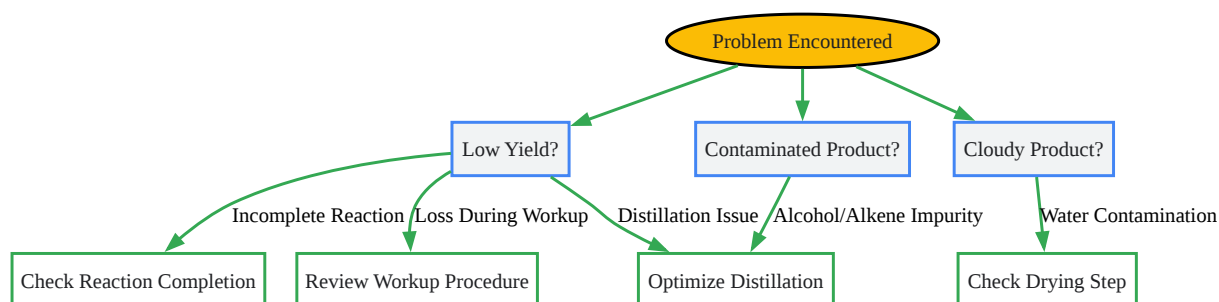 Problem Encountered
Low Yield?
Contaminated Product?
Cloudy Product?
Incomplete Reaction
Loss During Workup
Distillation Issue
Alcohol/Alkene Impurity
Water Contamination
Check Reaction Completion
Review Workup Procedure
Optimize Distillation
Check Drying Step